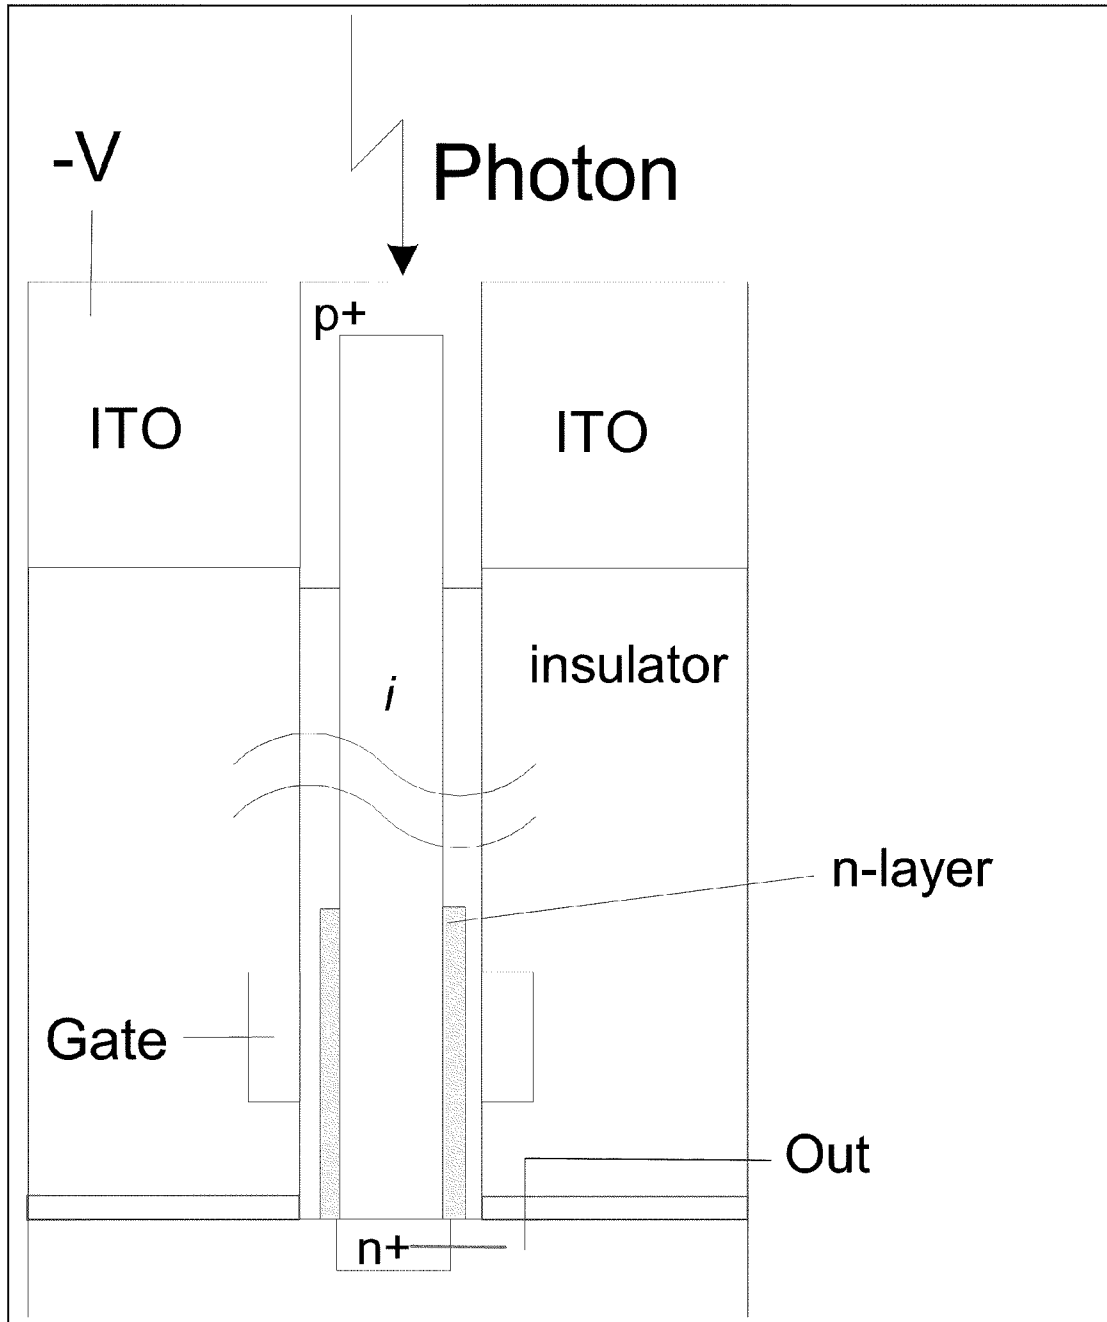 -V
Photon
p+
ITO
ITO
insulator
i
n-layer
Gate
Out
n+